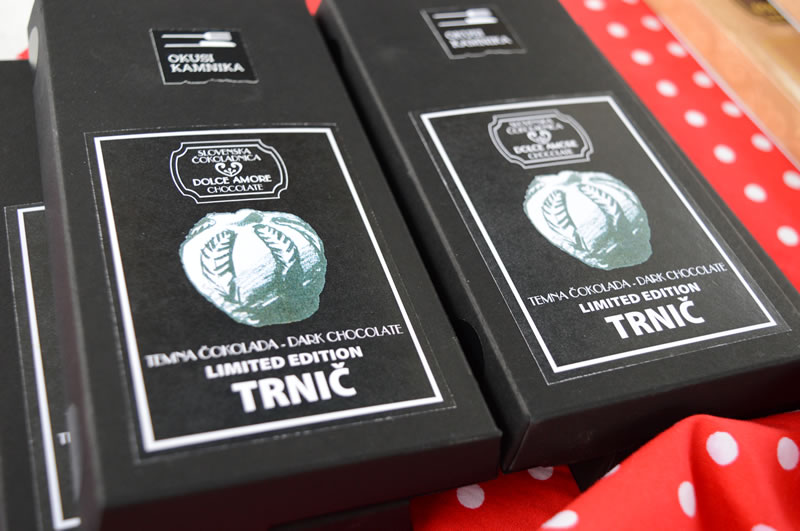 OKUSI
KAMNIKA
SLOVENSKA
ČOKOLADNICA
DOLCE AMORE
CHOCOLATE
TEMNA ČOKOLADA - DARK CHOCOLATE
LIMITED EDITION
TRNIČ
OKUSI
KAMNIKA
SLOVENSKA
ČOKOLADNICA
DOLCE AMORE
CHOCOLATE
TEMNA ČOKOLADA - DARK CHOCOLATE
LIMITED EDITION
TRNIČ